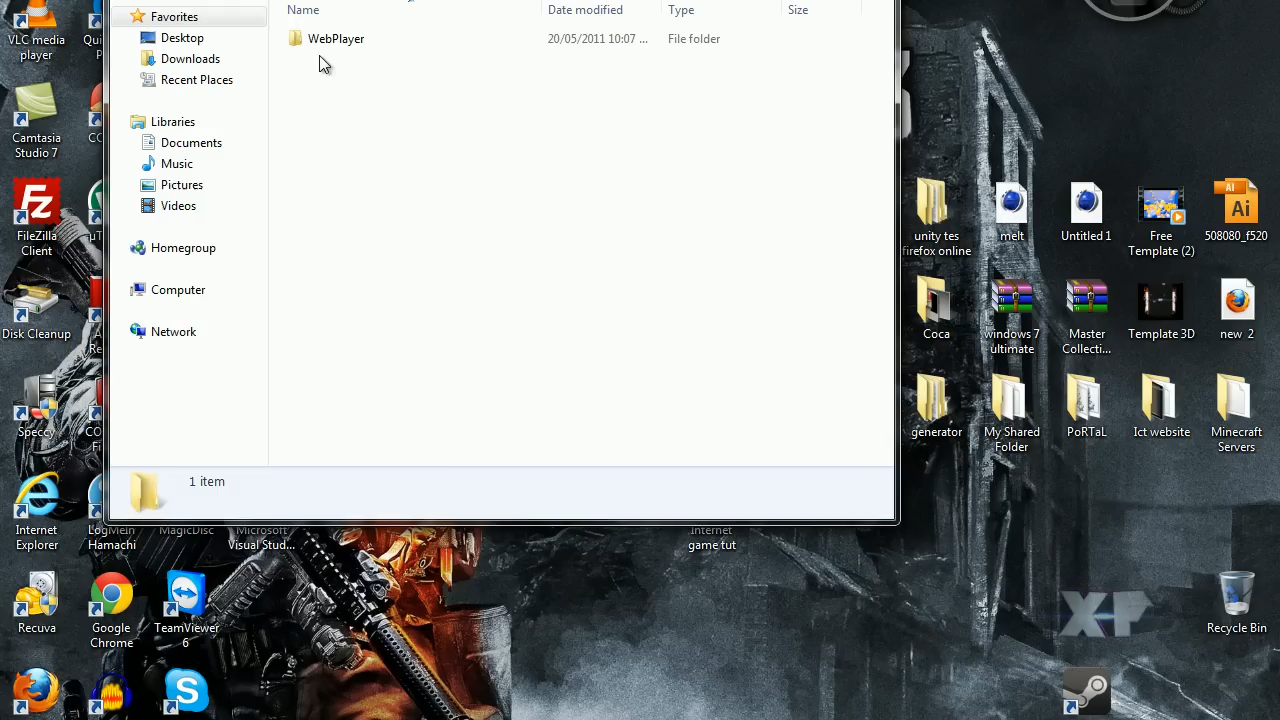 Name
Date modified
Type
Size
Favorites
Desktop
Downloads
Recent Places
Libraries
Documents
Music
Pictures
Videos
Homegroup
Computer
Network
WebPlayer
20/05/2011 10:07 ...
File folder
1 item
VLC media
player
Camtasia
Studio 7
FileZilla
Client
Disk Cleanup
Speccy
Internet
Explorer
LogMeIn
Hamachi
MagicDisc
Microsoft
Visual Stud...
Internet
game tut
Recuva
Google
Chrome
TeamViewer
6
unity tes
firefox online
melt
Untitled 1
Free
Template (2)
Ai
508080_f520
Coca
windows 7
ultimate
Master
Collecti...
Template 3D
new 2
generator
My Shared
Folder
PoRTaL
Ict website
Minecraft
Servers
XP
Recycle Bin